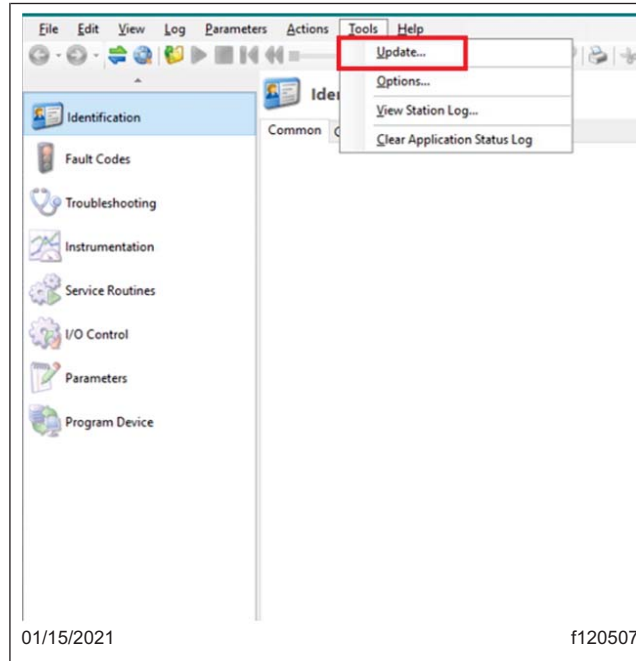 File Edit View Log Parameters Actions Tools Help
Update...
Options...
View Station Log...
Clear Application Status Log
Common
Identification
Fault Codes
Troubleshooting
Instrumentation
Service Routines
I/O Control
Parameters
Program Device
01/15/2021 f120507